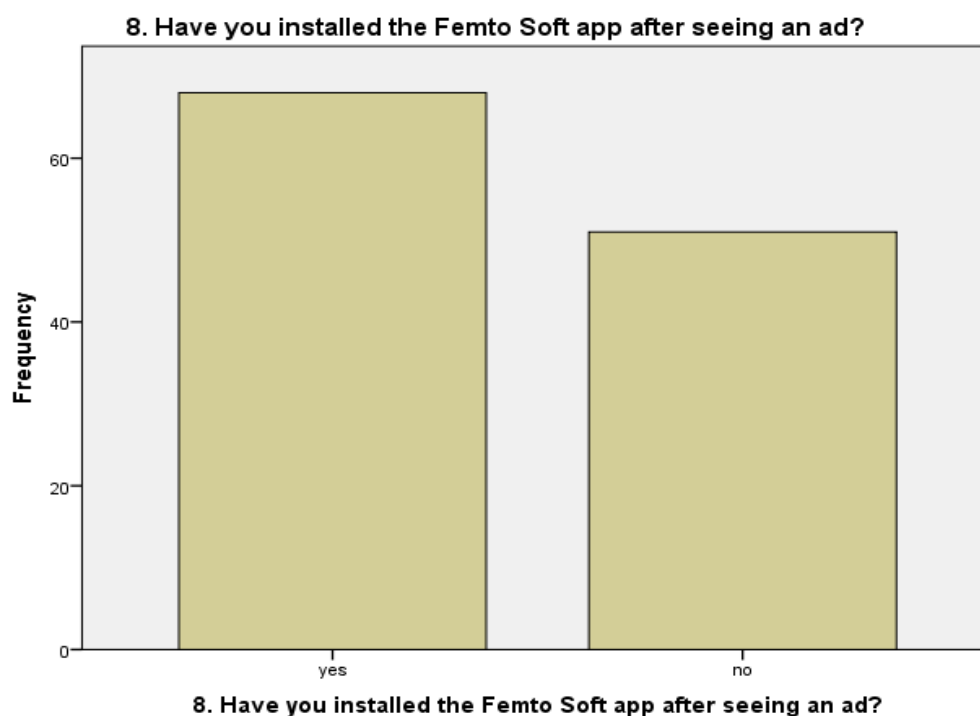 8. Have you installed the Femto Soft app after seeing an ad?
Frequency
60
40
20
0
yes
no
8. Have you installed the Femto Soft app after seeing an ad?